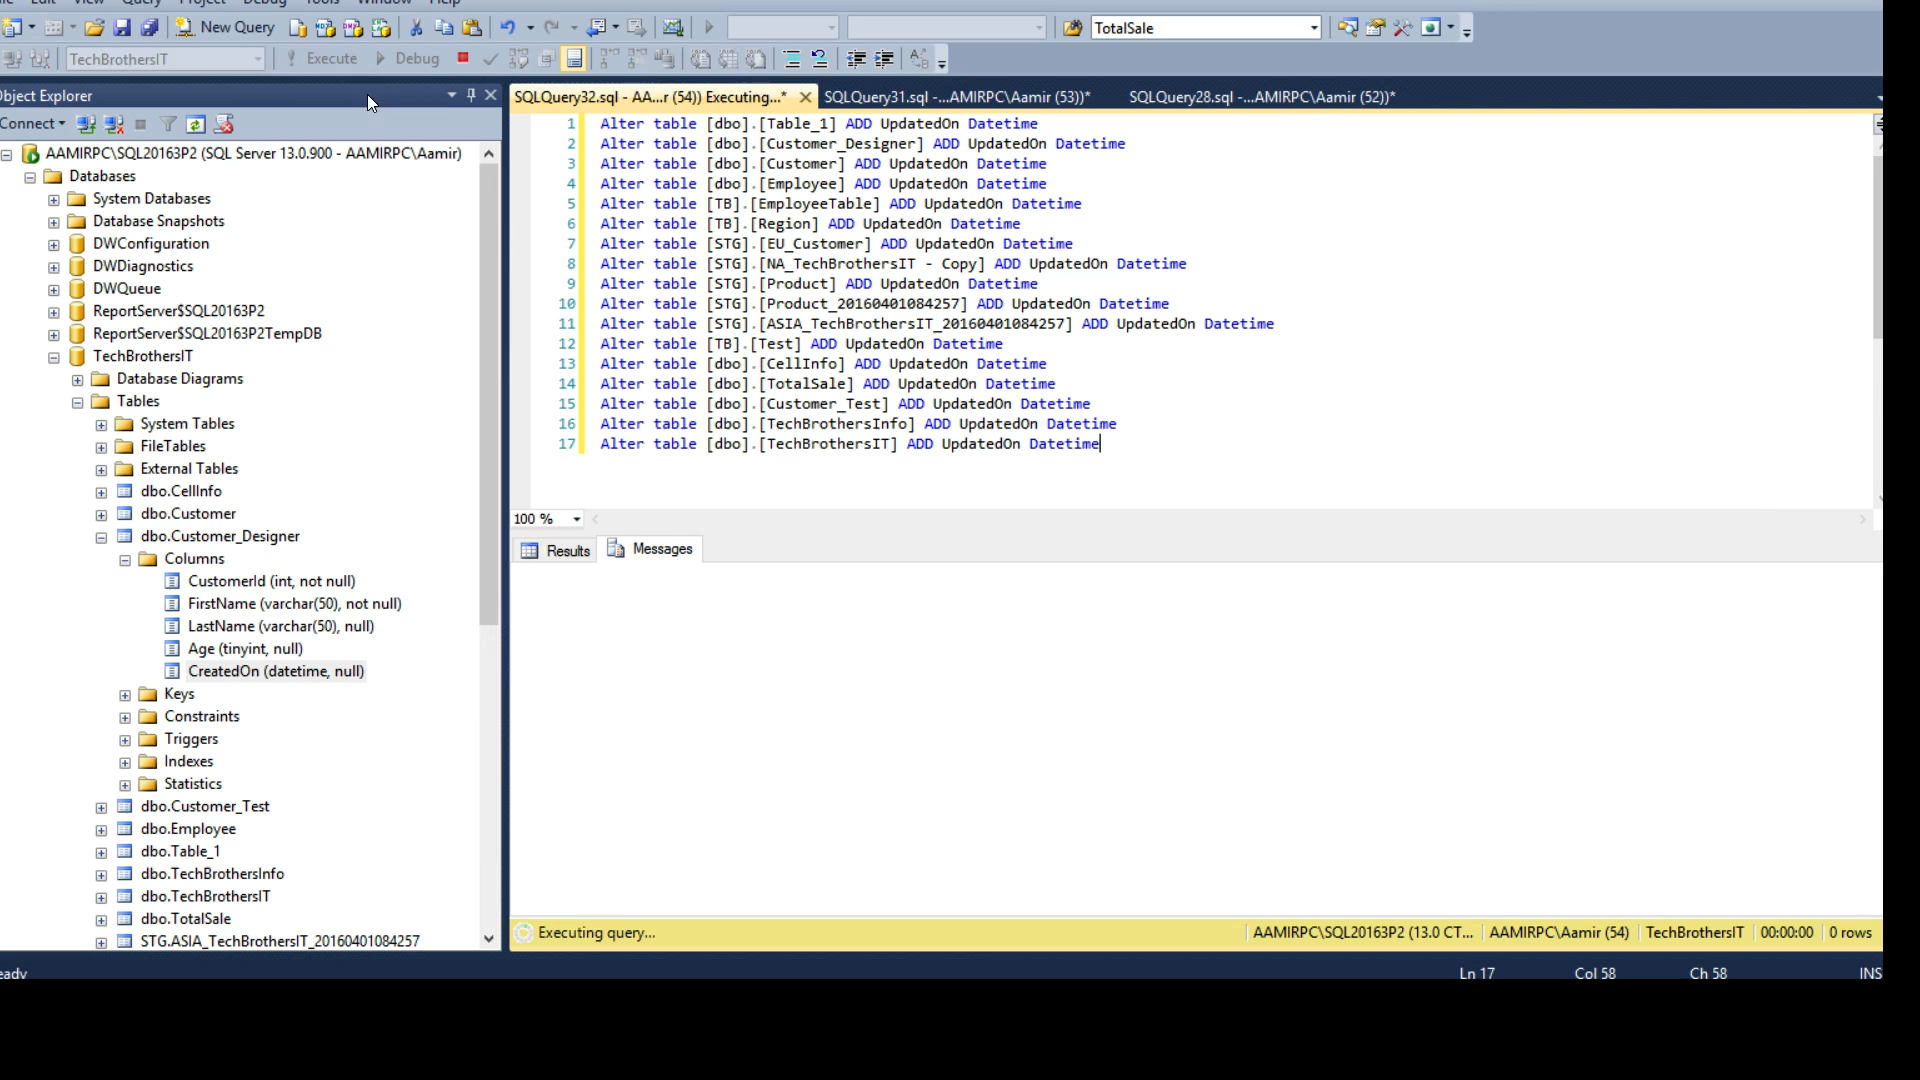 View Project Debug Tools Window Help
New Query TotalSale
TechBrothersIT Execute Debug
Object Explorer
Connect
AAMIRPC\SQL20163P2 (SQL Server 13.0.900 - AAMIRPC\Aamir)
Databases
System Databases
Database Snapshots
DWConfiguration
DWDiagnostics
DWQueue
ReportServer$SQL20163P2
ReportServer$SQL20163P2TempDB
TechBrothersIT
Database Diagrams
Tables
System Tables
FileTables
External Tables
dbo.CellInfo
dbo.Customer
dbo.Customer_Designer
Columns
CustomerId (int, not null)
FirstName (varchar(50), not null)
LastName (varchar(50), null)
Age (tinyint, null)
CreatedOn (datetime, null)
Keys
Constraints
Triggers
Indexes
Statistics
dbo.Customer_Test
dbo.Employee
dbo.Table_1
dbo.TechBrothersInfo
dbo.TechBrothersIT
dbo.TotalSale
STG.ASIA_TechBrothersIT_20160401084257
SQLQuery32.sql - AA...r (54)) Executing...* SQLQuery31.sql -...AMIRPC\Aamir (53))* SQLQuery28.sql -...AMIRPC\Aamir (52))*
1 Alter table [dbo].[Table_1] ADD UpdatedOn Datetime
2 Alter table [dbo].[Customer_Designer] ADD UpdatedOn Datetime
3 Alter table [dbo].[Customer] ADD UpdatedOn Datetime
4 Alter table [dbo].[Employee] ADD UpdatedOn Datetime
5 Alter table [TB].[EmployeeTable] ADD UpdatedOn Datetime
6 Alter table [TB].[Region] ADD UpdatedOn Datetime
7 Alter table [STG].[EU_Customer] ADD UpdatedOn Datetime
8 Alter table [STG].[NA_TechBrothersIT - Copy] ADD UpdatedOn Datetime
9 Alter table [STG].[Product] ADD UpdatedOn Datetime
10 Alter table [STG].[Product_20160401084257] ADD UpdatedOn Datetime
11 Alter table [STG].[ASIA_TechBrothersIT_20160401084257] ADD UpdatedOn Datetime
12 Alter table [TB].[Test] ADD UpdatedOn Datetime
13 Alter table [dbo].[CellInfo] ADD UpdatedOn Datetime
14 Alter table [dbo].[TotalSale] ADD UpdatedOn Datetime
15 Alter table [dbo].[Customer_Test] ADD UpdatedOn Datetime
16 Alter table [dbo].[TechBrothersInfo] ADD UpdatedOn Datetime
17 Alter table [dbo].[TechBrothersIT] ADD UpdatedOn Datetime
100 %
Results Messages
Executing query... AAMIRPC\SQL20163P2 (13.0 CT... AAMIRPC\Aamir (54) TechBrothersIT 00:00:00 0 rows
eady Ln 17 Col 58 Ch 58 INS